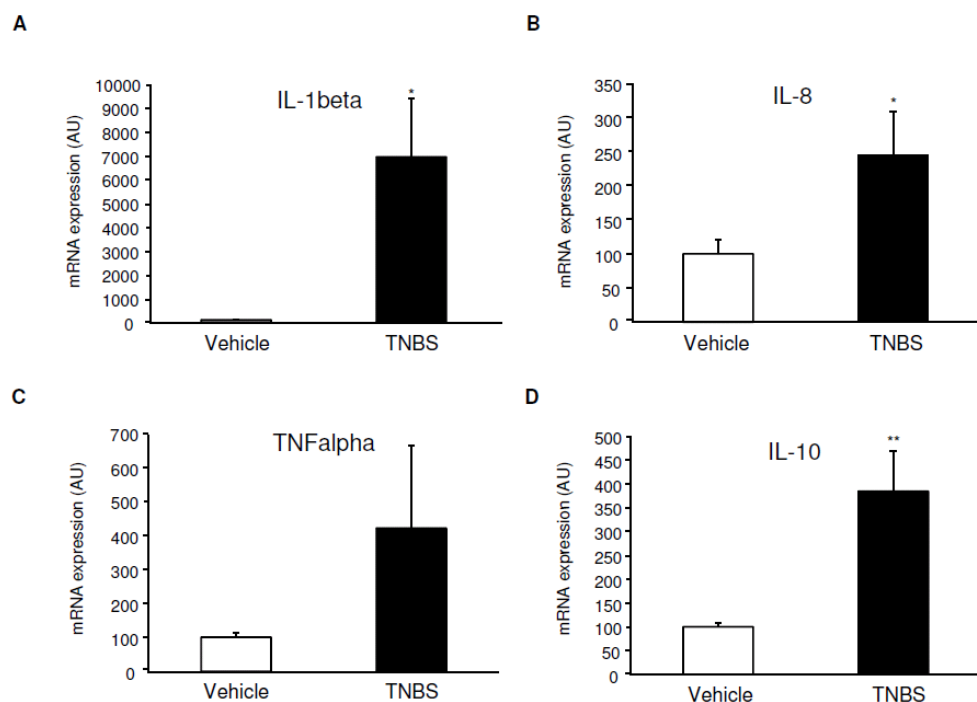 A
IL-1beta
*
mRNA expression (AU)
10000
9000
8000
7000
6000
5000
4000
3000
2000
1000
0
Vehicle TNBS
B
IL-8
*
mRNA expression (AU)
350
300
250
200
150
100
50
0
Vehicle TNBS
C
TNFalpha
mRNA expression (AU)
700
600
500
400
300
200
100
0
Vehicle TNBS
D
IL-10
**
mRNA expression (AU)
500
450
400
350
300
250
200
150
100
50
0
Vehicle TNBS